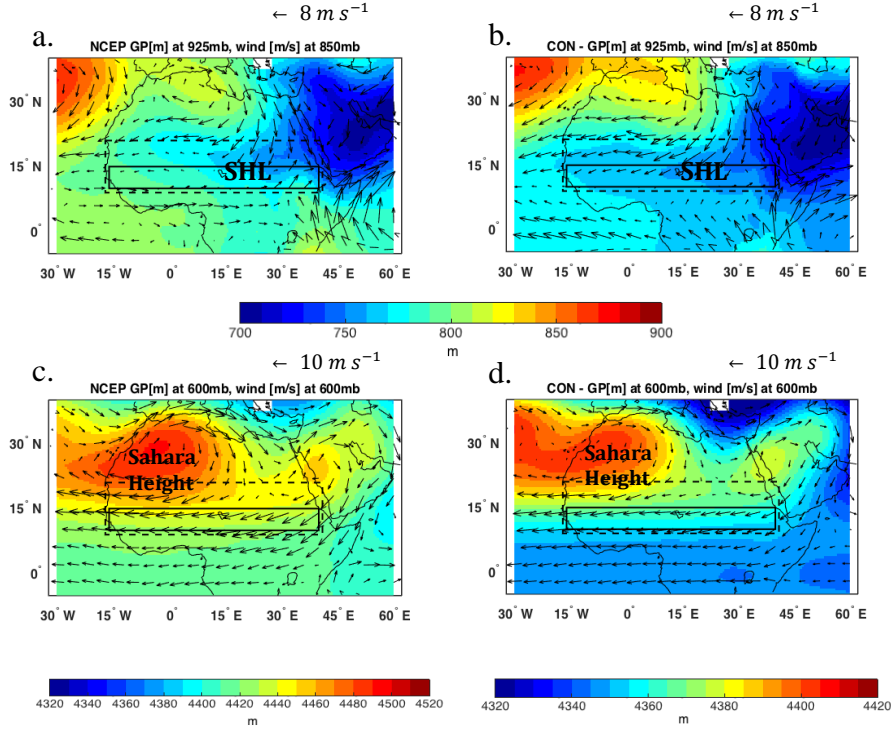 ← 8 m s⁻¹
← 8 m s⁻¹
a.
b.
NCEP GP[m] at 925mb, wind [m/s] at 850mb
CON - GP[m] at 925mb, wind [m/s] at 850mb
30° N
15° N
0°
SHL
30° W
15° W
0°
15° E
30° E
45° E
60° E
30° N
15° N
0°
SHL
30° W
15° W
0°
15° E
30° E
45° E
60° E
700
750
800
850
900
m
← 10 m s⁻¹
← 10 m s⁻¹
c.
d.
NCEP GP[m] at 600mb, wind [m/s] at 600mb
CON - GP[m] at 600mb, wind [m/s] at 600mb
30° N
15° N
0°
Sahara
Height
30° W
15° W
0°
15° E
30° E
45° E
60° E
30° N
15° N
0°
Sahara
Height
30° W
15° W
0°
15° E
30° E
45° E
60° E
4320
4340
4360
4380
4400
4420
4440
4460
4480
4500
4520
m
4320
4340
4360
4380
4400
4420
m